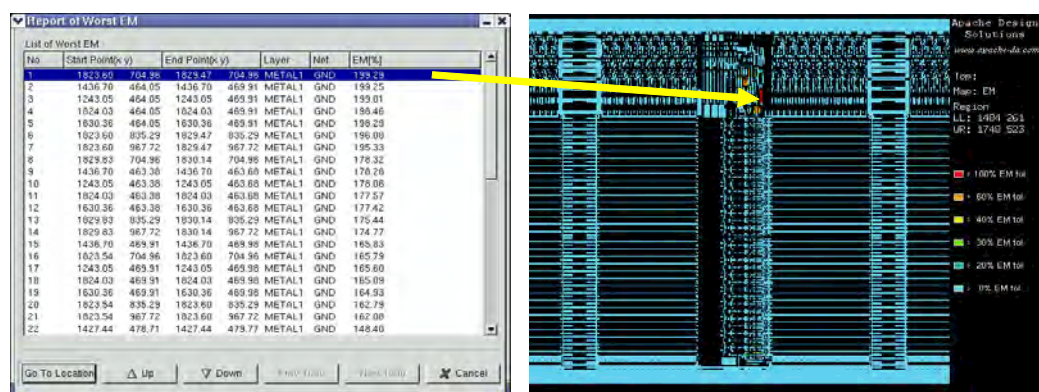 Report of Worst EM
List of Worst EM
No Start Point(x y) End Point(x y) Layer Net EM[%]
1 1823.60 704.96 1829.47 704.96 METAL1 GND 199.29
2 1436.70 464.05 1436.70 469.91 METAL1 GND 199.25
3 1243.05 464.05 1243.05 469.91 METAL1 GND 199.01
4 1824.03 464.05 1824.03 469.91 METAL1 GND 198.46
5 1630.36 464.05 1630.36 469.91 METAL1 GND 198.29
6 1823.60 835.29 1829.47 835.29 METAL1 GND 196.08
7 1823.60 967.72 1829.47 967.72 METAL1 GND 195.33
8 1829.83 704.96 1830.14 704.96 METAL1 GND 178.32
9 1436.70 463.38 1436.70 463.68 METAL1 GND 178.28
10 1243.05 463.38 1243.05 463.68 METAL1 GND 178.06
11 1824.03 463.38 1824.03 463.68 METAL1 GND 177.57
12 1630.36 463.38 1630.36 463.68 METAL1 GND 177.42
13 1829.83 835.29 1830.14 835.29 METAL1 GND 175.44
14 1829.83 967.72 1830.14 967.72 METAL1 GND 174.77
15 1436.70 469.91 1436.70 469.98 METAL1 GND 165.83
16 1823.54 704.96 1823.60 704.96 METAL1 GND 165.79
17 1243.05 469.91 1243.05 469.98 METAL1 GND 165.60
18 1824.03 469.91 1824.03 469.98 METAL1 GND 165.09
19 1630.36 469.91 1630.36 469.98 METAL1 GND 164.93
20 1823.54 835.29 1823.60 835.29 METAL1 GND 162.79
21 1823.54 967.72 1823.60 967.72 METAL1 GND 162.08
22 1427.44 478.71 1427.44 479.77 METAL1 GND 148.40
Go To Location Up Down Cancel
Apache Design
Solutions
www.apache-da.com
Top:
Map: EM
Region
LL: 1484 261
UR: 1748 523
100% EM tol
60% EM tol
40% EM tol
30% EM tol
20% EM tol
0% EM tol